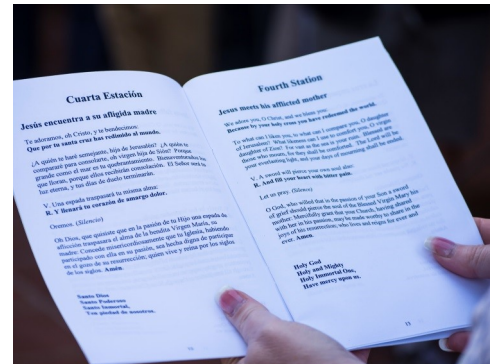 Cuarta Estación
Jesús encuentra a su afligida madre
Te adoramos, oh Cristo, y te bendecimos:
Que por tu santa cruz has redimido al mundo.
¿A quién te haré semejante, hija de Jerusalén? ¿A quién te
compararé para consolarte, oh virgen hija de Sión? Porque
grande como el mar es tu quebrantamiento. Bienaventurados los
que lloran, porque ellos recibirán consolación. El Señor será tu
luz eterna, y tus días de duelo terminarán.
V. Una espada traspasará tu misma alma:
R. Y llenará tu corazón de amargo dolor.
Oremos. (Silencio)
Oh Dios, que quisiste que en la pasión de tu Hijo una espada de
aflicción traspasara el alma de la bendita Virgen María, su
madre: Concede misericordiosamente que tu Iglesia, habiendo
participado con ella en su pasión, sea hecha digna de participar
en el gozo de su resurrección; quien vive y reina por los siglos
de los siglos. Amén.
Santo Dios
Santo Poderoso
Santo Inmortal,
Ten piedad de nosotros.
Fourth Station
Jesus meets his afflicted mother
We adore you, O Christ, and we bless you:
Because by your holy cross you have redeemed the world.
To what can I liken you, to what can I compare you, O daughter
of Jerusalem? What likeness can I use to comfort you, O virgin
daughter of Zion? For vast as the sea is your ruin. Blessed are
those who mourn, for they shall be comforted. The Lord will be
your everlasting light, and your days of mourning shall be ended.
V. A sword will pierce your own soul also:
R. And fill your heart with bitter pain.
Let us pray. (Silence)
O God, who willed that in the passion of your Son a sword
of grief should pierce the soul of the Blessed Virgin Mary his
mother: Mercifully grant that your Church, having shared
with her in his passion, may be made worthy to share in the
joys of his resurrection; who lives and reigns for ever and
ever. Amen.
Holy God
Holy and Mighty
Holy Immortal One,
Have mercy upon us.